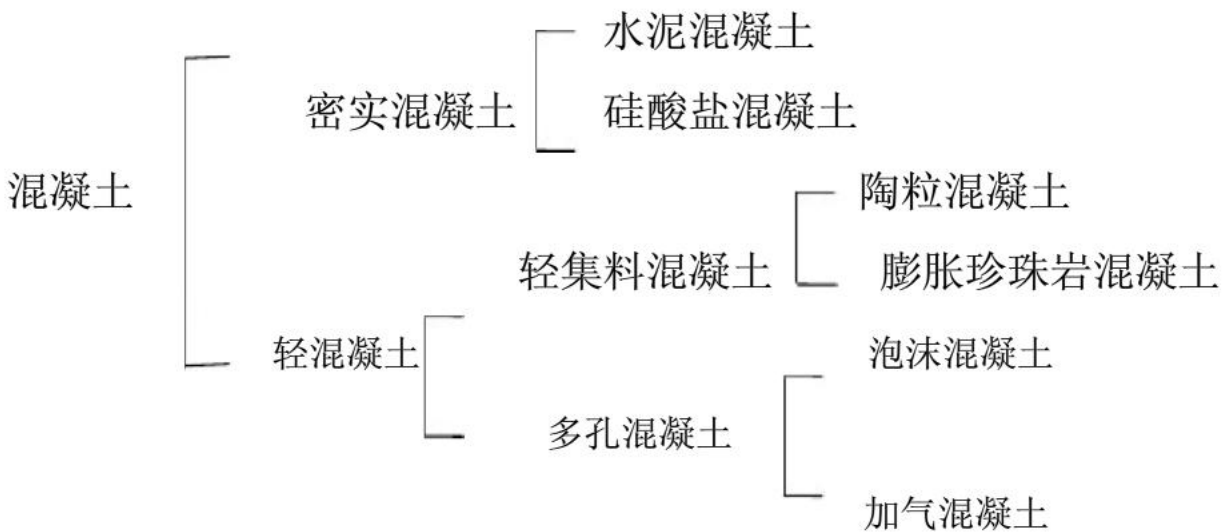 水泥混凝土
密实混凝土
硅酸盐混凝土
混凝土
陶粒混凝土
轻集料混凝土
膨胀珍珠岩混凝土
轻混凝土
泡沫混凝土
多孔混凝土
加气混凝土